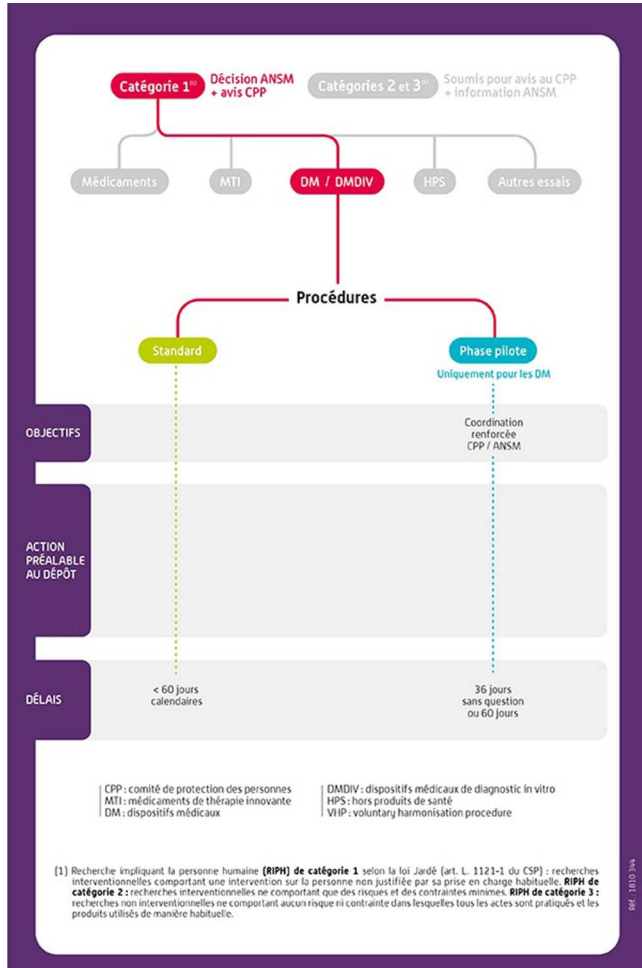 Catégorie 1(1)
Décision ANSM
+ avis CPP
Catégories 2 et 3(1)
Soumis pour avis au CPP
+ information ANSM
Médicaments
MTI
DM / DMDIV
HPS
Autres essais
Procédures
Standard
Phase pilote
Uniquement pour les DM
OBJECTIFS
Coordination
renforcée
CPP / ANSM
ACTION
PRÉALABLE
AU DÉPÔT
DÉLAIS
< 60 jours
calendaires
36 jours
sans question
ou 60 jours
CPP : comité de protection des personnes
MTI : médicaments de thérapie innovante
DM : dispositifs médicaux
DMDIV : dispositifs médicaux de diagnostic in vitro
HPS : hors produits de santé
VHP : voluntary harmonisation procedure
(1) Recherche impliquant la personne humaine (RIPH) de catégorie 1 selon la loi Jardé (art. L. 1121-1 du CSP) : recherches
interventionnelles comportant une intervention sur la personne non justifiée par sa prise en charge habituelle. RIPH de
catégorie 2 : recherches interventionnelles ne comportant que des risques et des contraintes minimes. RIPH de catégorie 3 :
recherches non interventionnelles ne comportant aucun risque ni contrainte dans lesquelles tous les actes sont pratiqués et les
produits utilisés de manière habituelle.
Réf. : 1810 344